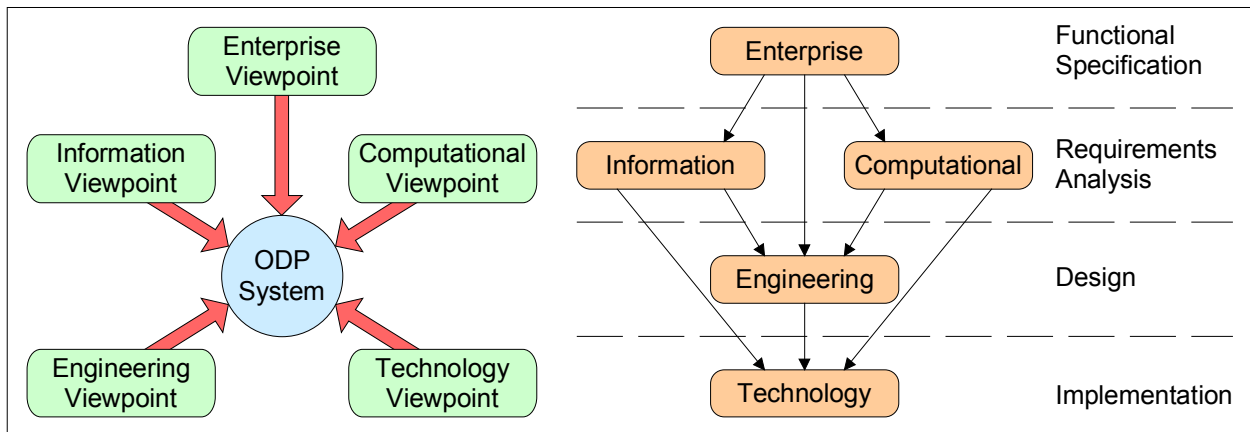 Enterprise
Viewpoint
Information
Viewpoint
Computational
Viewpoint
ODP
System
Engineering
Viewpoint
Technology
Viewpoint
Enterprise
Functional
Specification
Information
Computational
Requirements
Analysis
Engineering
Design
Technology
Implementation